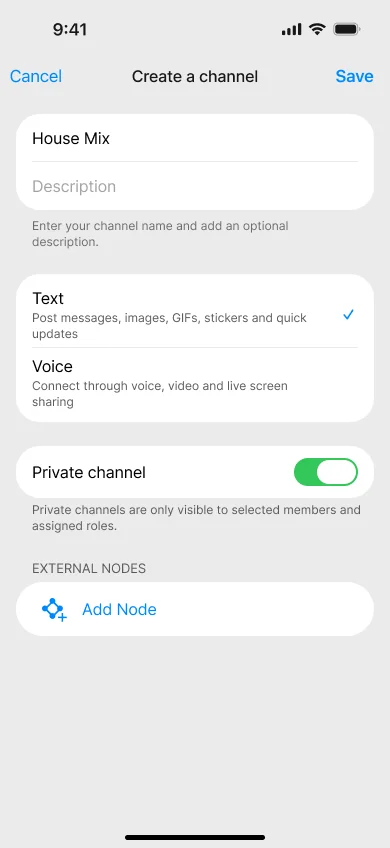 9:41
Cancel Create a channel Save
House Mix
Description
Enter your channel name and add an optional
description.
Text
Post messages, images, GIFs, stickers and quick
updates
Voice
Connect through voice, video and live screen
sharing
Private channel
Private channels are only visible to selected members and
assigned roles.
EXTERNAL NODES
Add Node